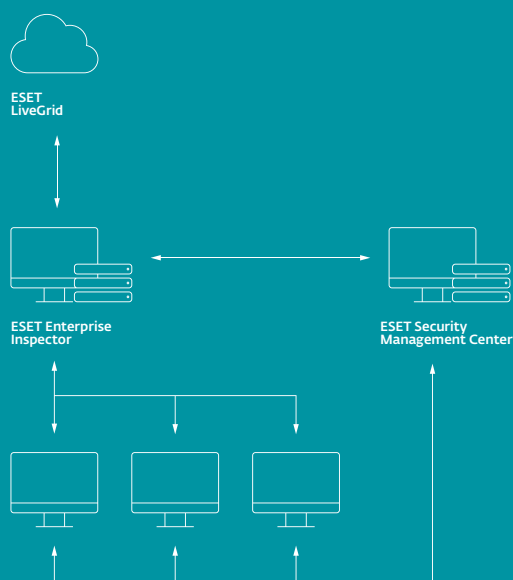 ESET
LiveGrid
ESET Enterprise
Inspector
ESET Security
Management Center